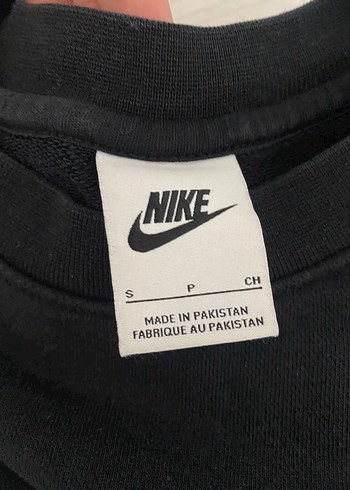 NIKE
S P CH
MADE IN PAKISTAN
FABRIQUE AU PAKISTAN